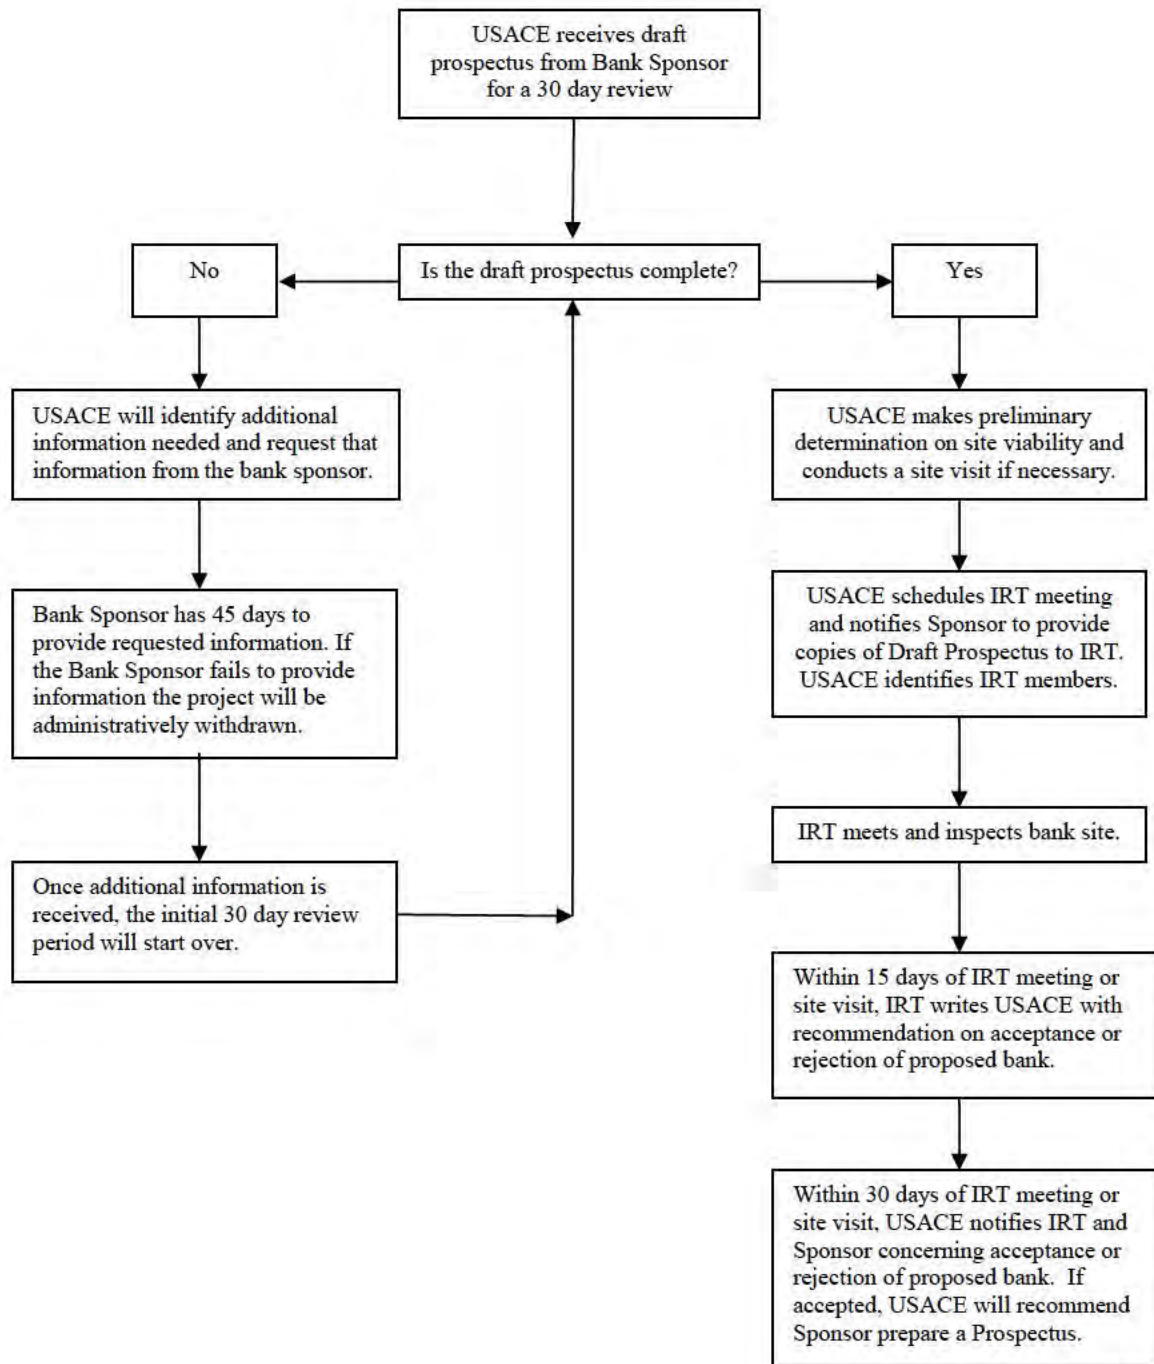 USACE receives draft
prospectus from Bank Sponsor
for a 30 day review
No
Is the draft prospectus complete?
Yes
USACE will identify additional
information needed and request that
information from the bank sponsor.
USACE makes preliminary
determination on site viability and
conducts a site visit if necessary.
Bank Sponsor has 45 days to
provide requested information. If
the Bank Sponsor fails to provide
information the project will be
administratively withdrawn.
USACE schedules IRT meeting
and notifies Sponsor to provide
copies of Draft Prospectus to IRT.
USACE identifies IRT members.
Once additional information is
received, the initial 30 day review
period will start over.
IRT meets and inspects bank site.
Within 15 days of IRT meeting or
site visit, IRT writes USACE with
recommendation on acceptance or
rejection of proposed bank.
Within 30 days of IRT meeting or
site visit, USACE notifies IRT and
Sponsor concerning acceptance or
rejection of proposed bank.  If
accepted, USACE will recommend
Sponsor prepare a Prospectus.